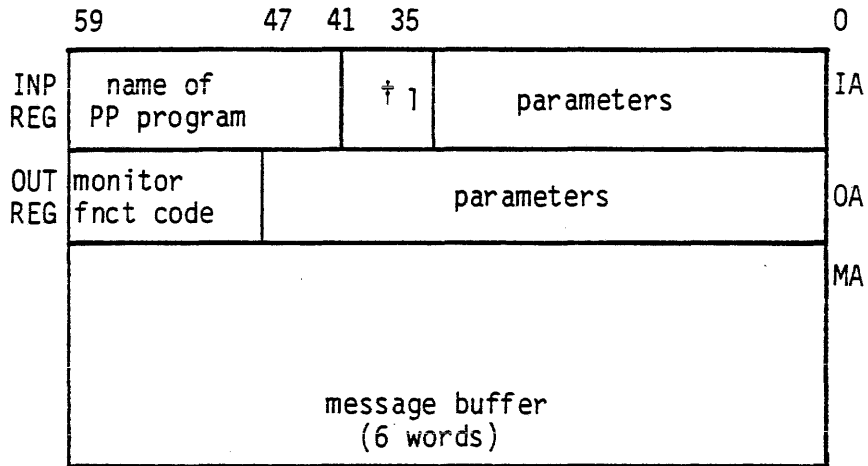 59 47 41 35 0
INP REG
name of PP program
† 1
parameters
IA
OUT REG
monitor fnct code
parameters
OA
MA
message buffer
(6 words)